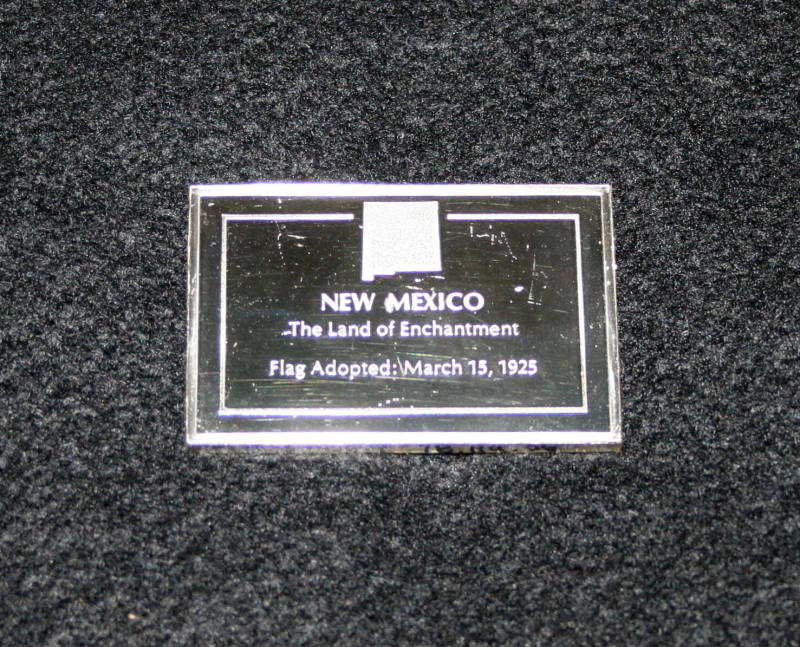 NEW MEXICO
The Land of Enchantment
Flag Adopted: March 15, 1925